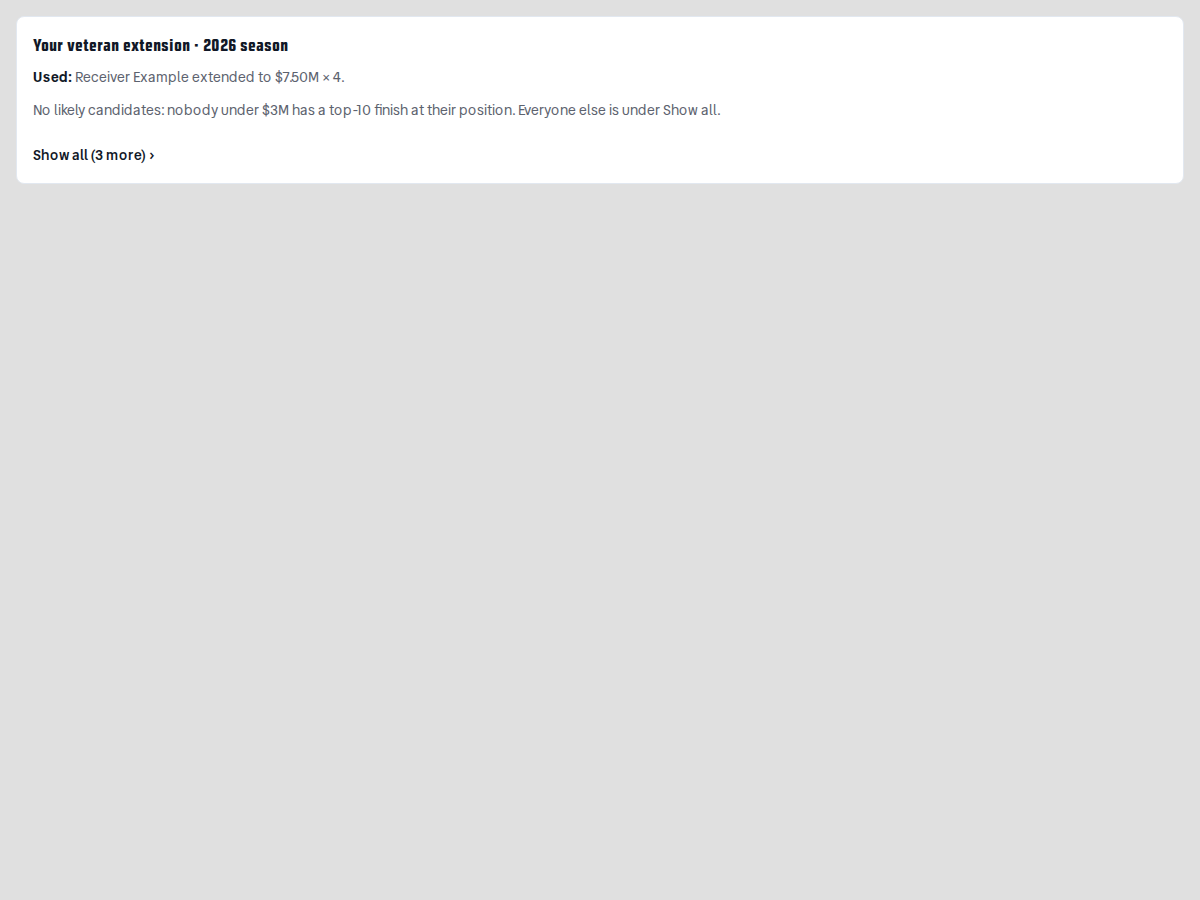 Your veteran extension · 2026 season
Used: Receiver Example extended to $7.50M × 4.
No likely candidates: nobody under $3M has a top-10 finish at their position. Everyone else is under Show all.
Show all (3 more) ›